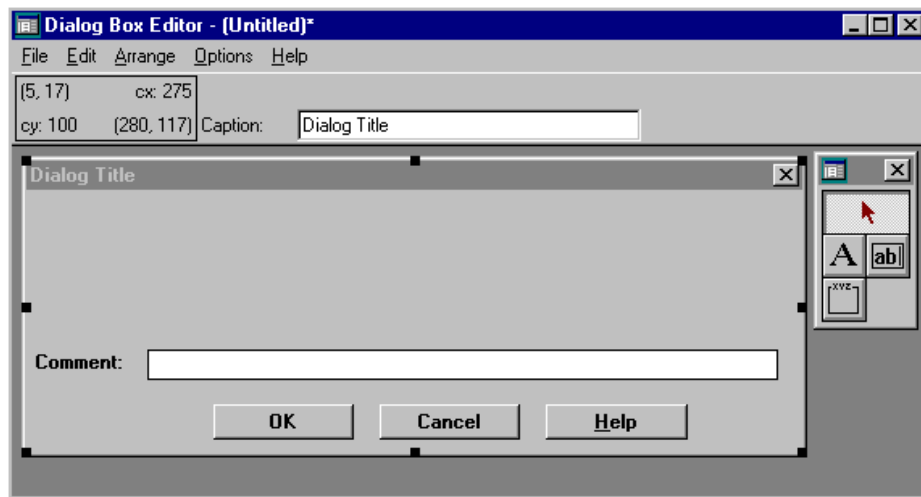 Dialog Box Editor - (Untitled)*
File Edit Arrange Options Help
(5, 17) cx: 275
cy: 100 (280, 117) Caption: Dialog Title
Dialog Title
A ab
XYZ
Comment:
OK Cancel Help